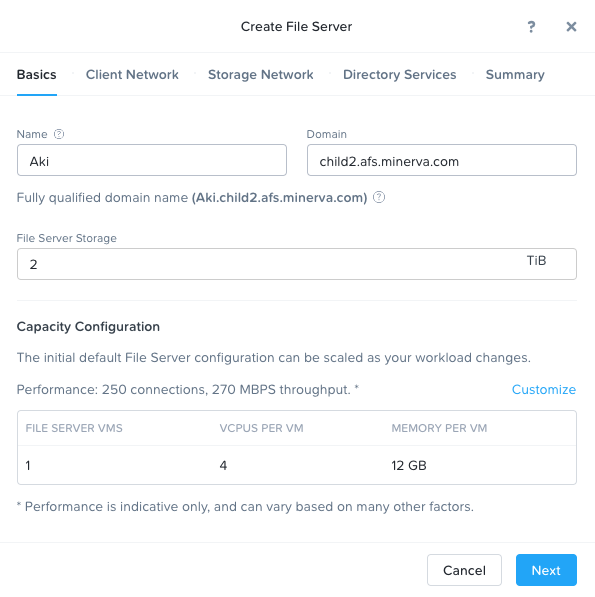 Create File Server
?
Basics
Client Network
Storage Network
Directory Services
Summary
Name ?
Domain
Aki
child2.afs.minerva.com
Fully qualified domain name (Aki.child2.afs.minerva.com) ?
File Server Storage
2 TiB
Capacity Configuration
The initial default File Server configuration can be scaled as your workload changes.
Performance: 250 connections, 270 MBPS throughput. *
Customize
FILE SERVER VMS
VCPUS PER VM
MEMORY PER VM
1
4
12 GB
* Performance is indicative only, and can vary based on many other factors.
Cancel
Next